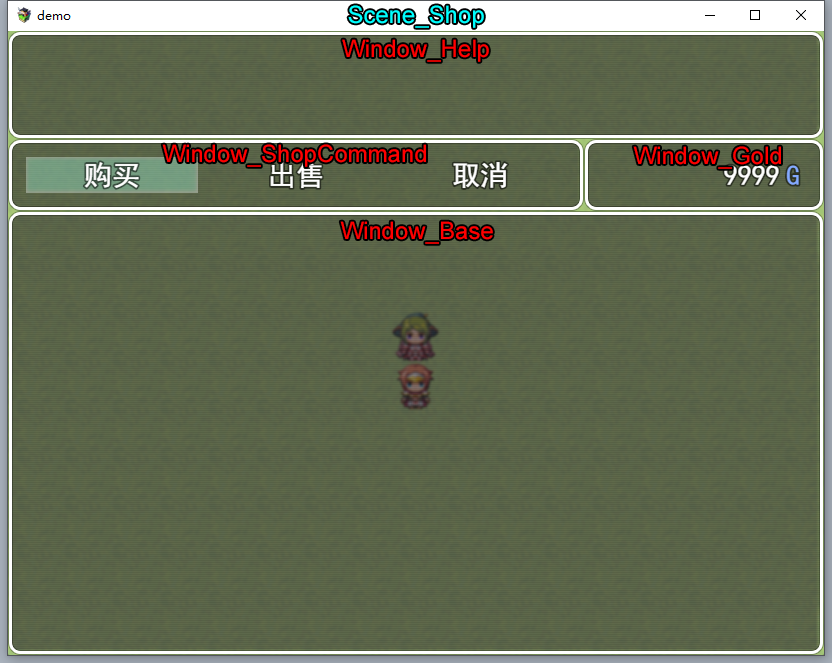 demo
Scene_Shop
Window_Help
Window_ShopCommand
Window_Gold
购买
出售
取消
9999 G
Window_Base